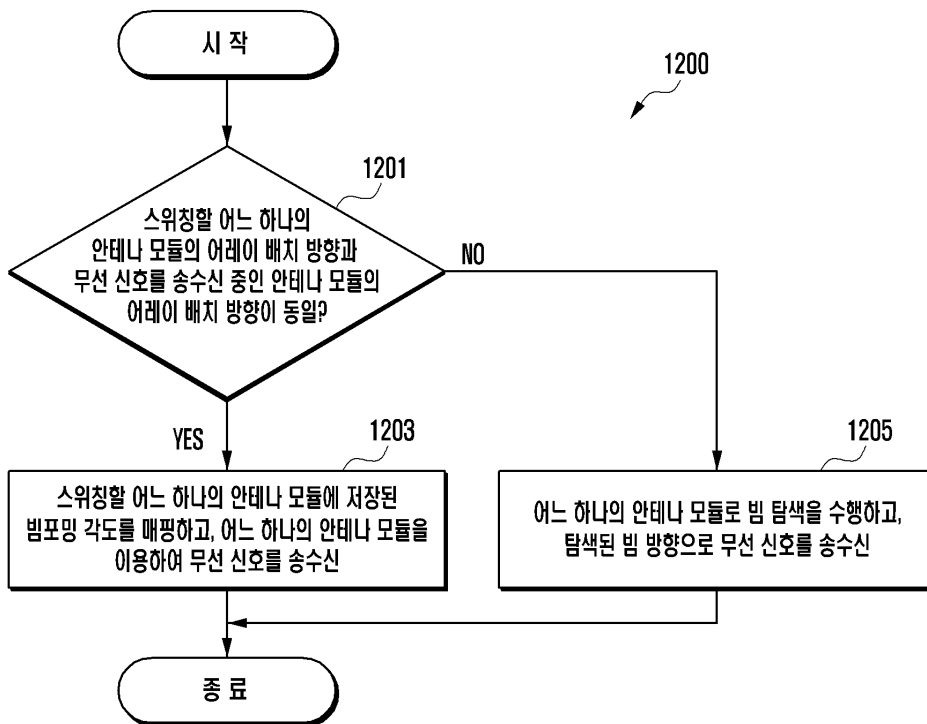 시 작
1200
1201
스위칭할 어느 하나의
안테나 모듈의 어레이 배치 방향과
무선 신호를 송수신 중인 안테나 모듈의
어레이 배치 방향이 동일?
NO
YES
1203
스위칭할 어느 하나의 안테나 모듈에 저장된
빔포밍 각도를 매핑하고, 어느 하나의 안테나 모듈을
이용하여 무선 신호를 송수신
1205
어느 하나의 안테나 모듈로 빔 탐색을 수행하고,
탐색된 빔 방향으로 무선 신호를 송수신
종 료